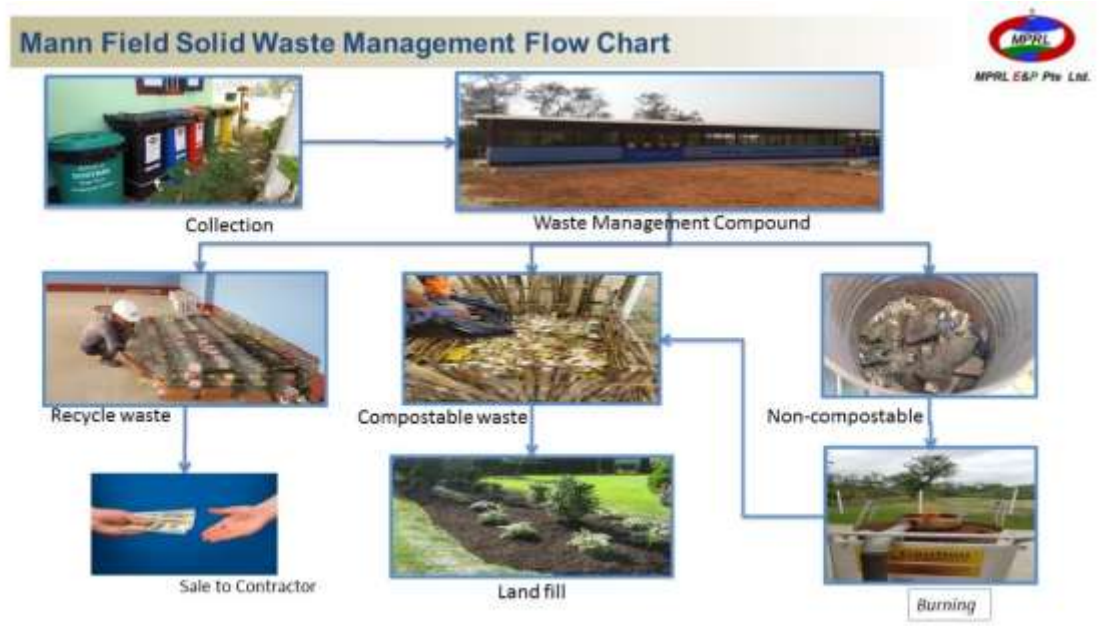 Mann Field Solid Waste Management Flow Chart
MPRL
MPRL E&P Pte Ltd.
Collection
Waste Management Compound
Recycle waste
Compostable waste
Non-compostable
Sale to Contractor
Land fill
Burning